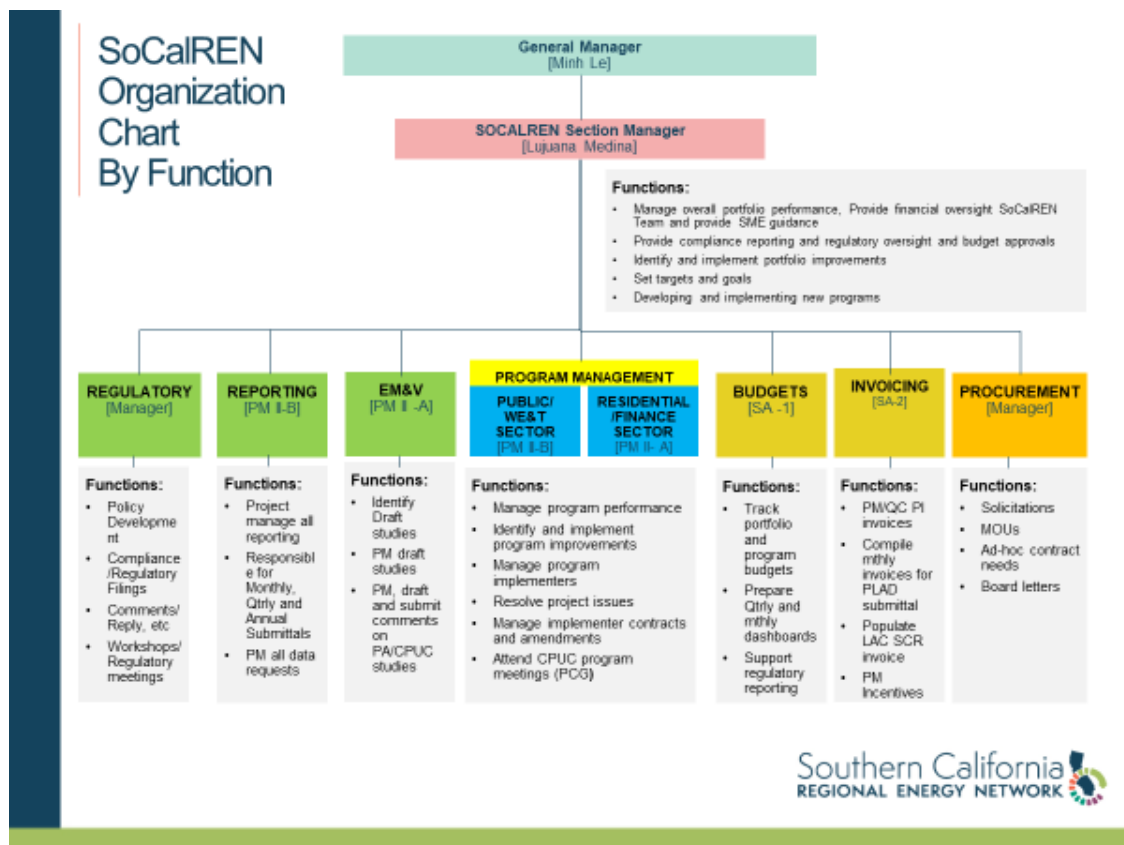 SoCalREN
Organization
Chart
By Function
General Manager
[Minh Le]
SOCALREN Section Manager
[Lujuana Medina]
Functions:
• Manage overall portfolio performance, Provide financial oversight SoCalREN
Team and provide SME guidance
• Provide compliance reporting and regulatory oversight and budget approvals
• Identify and implement portfolio improvements
• Set targets and goals
• Developing and implementing new programs
REGULATORY
[Manager]
Functions:
• Policy
Developme
nt
• Compliance
/Regulatory
Filings
• Comments/
Reply, etc
• Workshops/
Regulatory
meetings
REPORTING
[PM II-B]
Functions:
• Project
manage all
reporting
• Responsibl
e for
Monthly,
Qtrly and
Annual
Submittals
• PM all data
requests
EM&V
[PM II -A]
Functions:
• Identify
Draft
studies
• PM draft
studies
• PM, draft
and submit
comments
on
PA/CPUC
studies
PROGRAM MANAGEMENT
PUBLIC/
WE&T
SECTOR
[PM II-B]
RESIDENTIAL
/FINANCE
SECTOR
[PM II- A]
Functions:
• Manage program performance
• Identify and implement
program improvements
• Manage program
implementers
• Resolve project issues
• Manage implementer contracts
and amendments
• Attend CPUC program
meetings (PCG)
BUDGETS
[SA -1]
Functions:
• Track
portfolio
and
program
budgets
• Prepare
Qtrly and
mthly
dashboards
• Support
regulatory
reporting
INVOICING
[SA-2]
Functions:
• PM/QC PI
invoices
• Compile
mthly
invoices for
PLAD
submittal
• Populate
LAC SCR
invoice
• PM
Incentives
PROCUREMENT
[Manager]
Functions:
• Solicitations
• MOUs
• Ad-hoc contract
needs
• Board letters
Southern California
REGIONAL ENERGY NETWORK